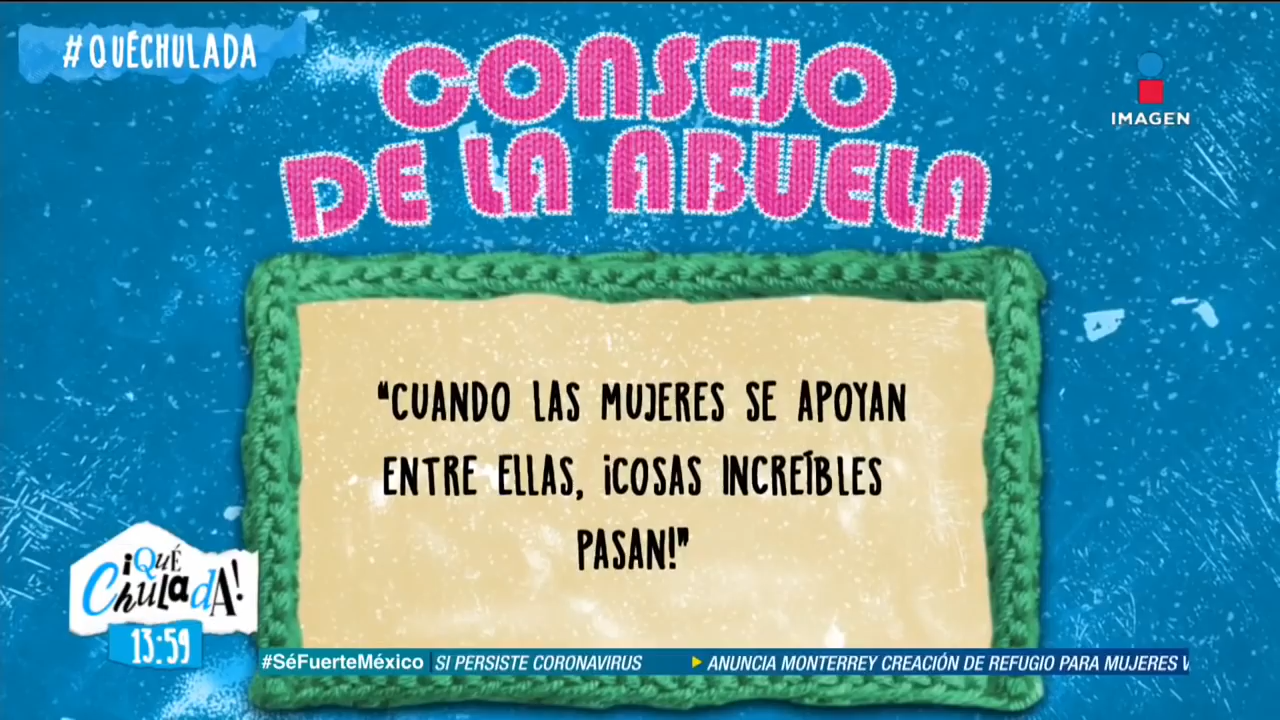 #QUÉCHULADA
CONSEJO
DE LA ABUELA
IMAGEN
"CUANDO LAS MUJERES SE APOYAN
ENTRE ELLAS, ¡COSAS INCREÍBLES
PASAN!"
¡QUÉ
CHULADA!
13:59
#SéFuerteMéxico SI PERSISTE CORONAVIRUS ANUNCIA MONTERREY CREACIÓN DE REFUGIO PARA MUJERES